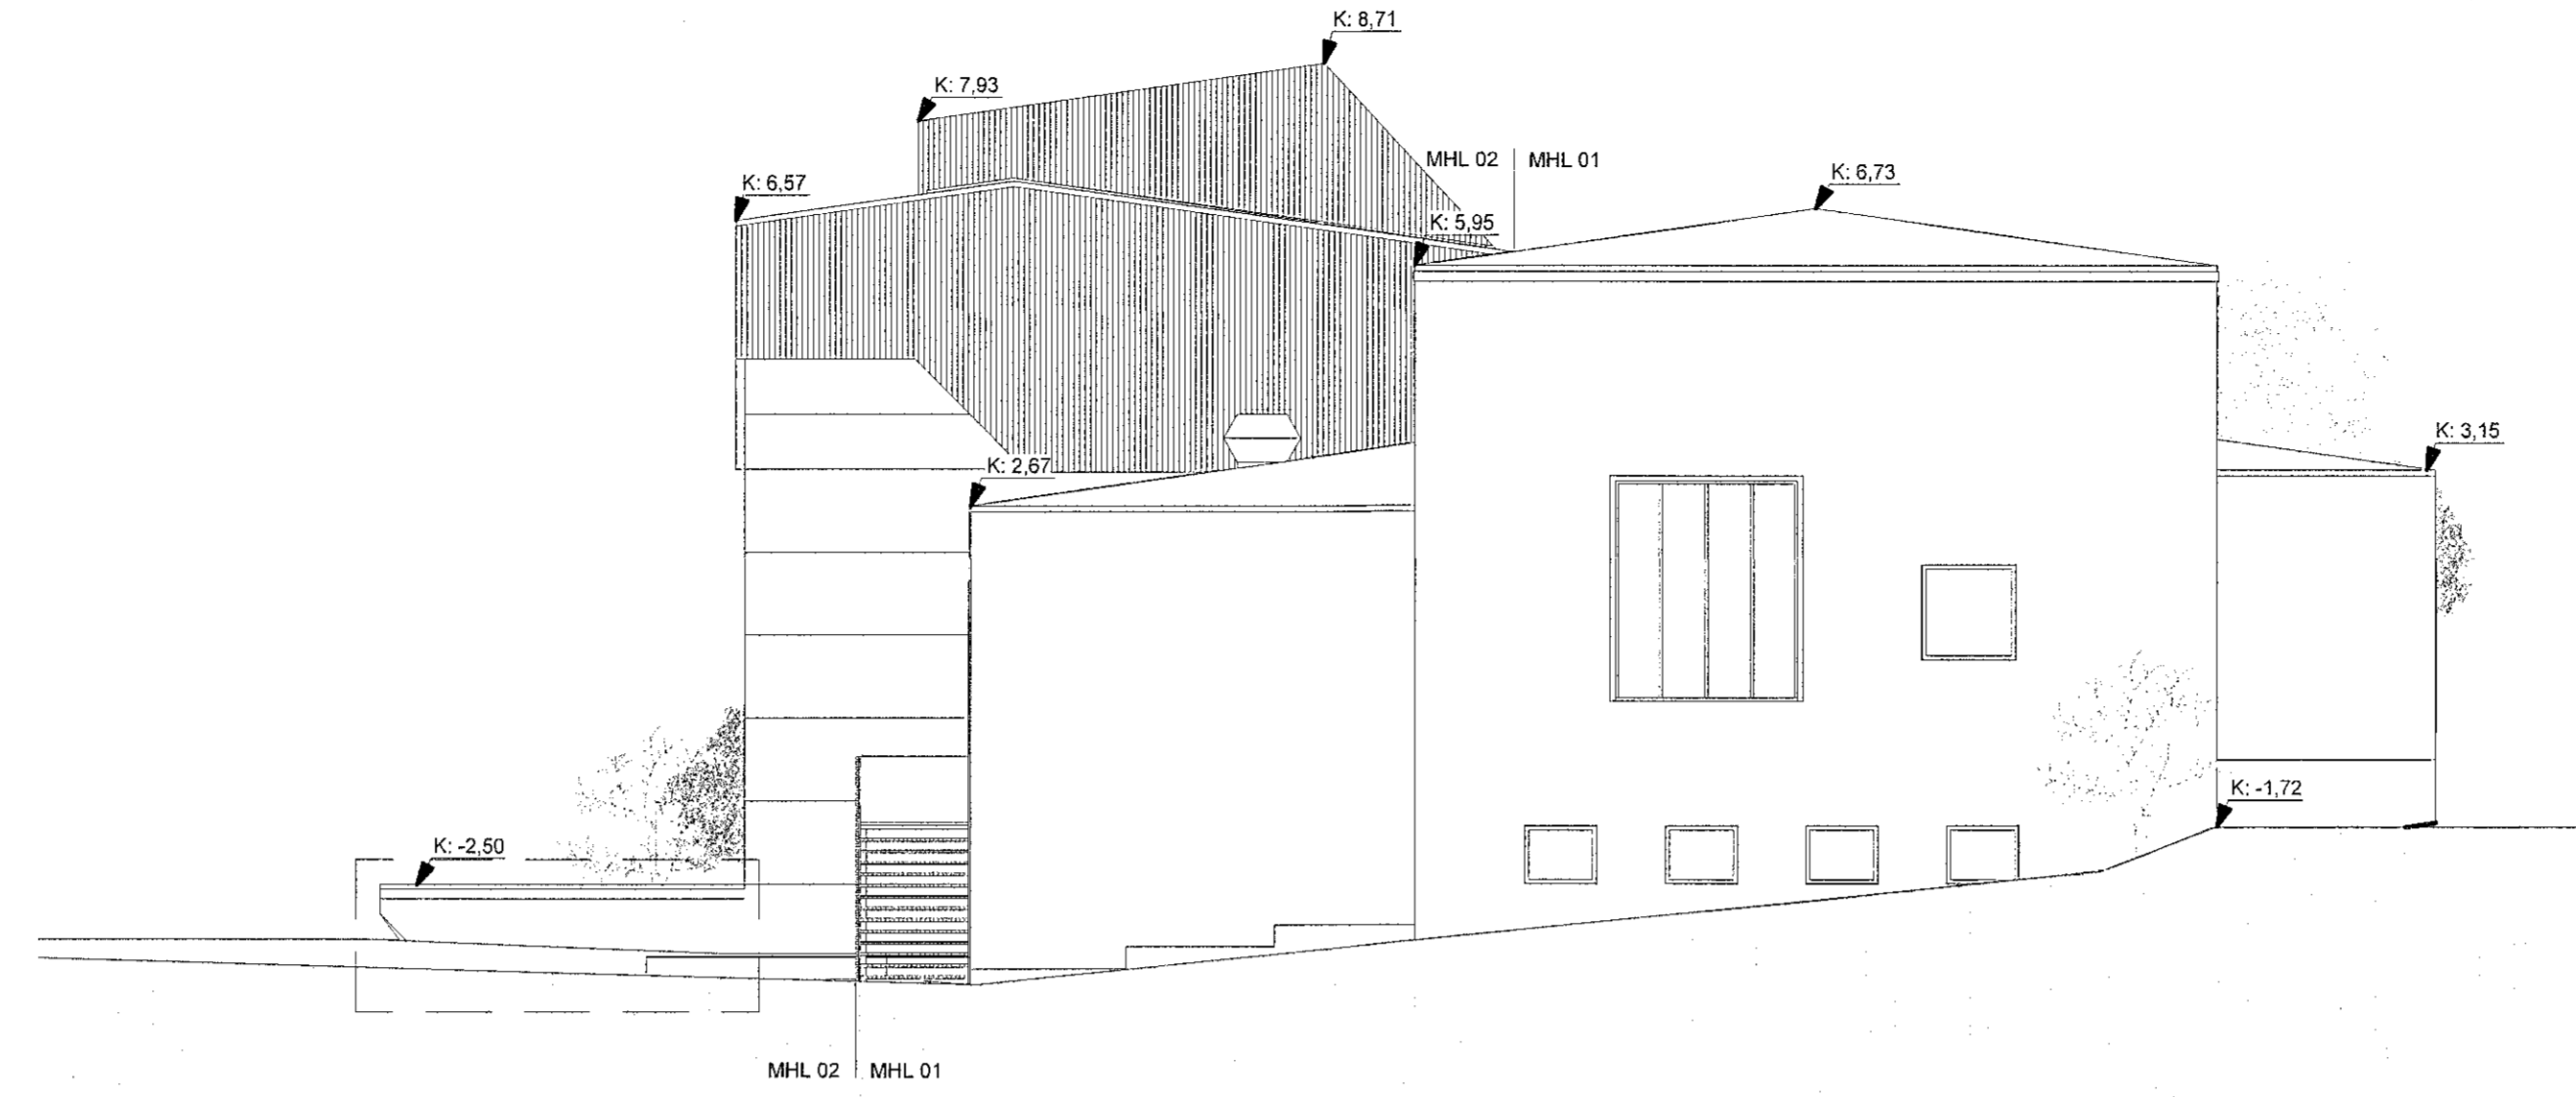 K: 8,71
K: 7,93
MHL 02 MHL 01
K: 6,57
K: 6,73
K: 5,95
K: 3,15
K: 2,67
K: -1,72
K: -2,50
MHL 02 MHL 01